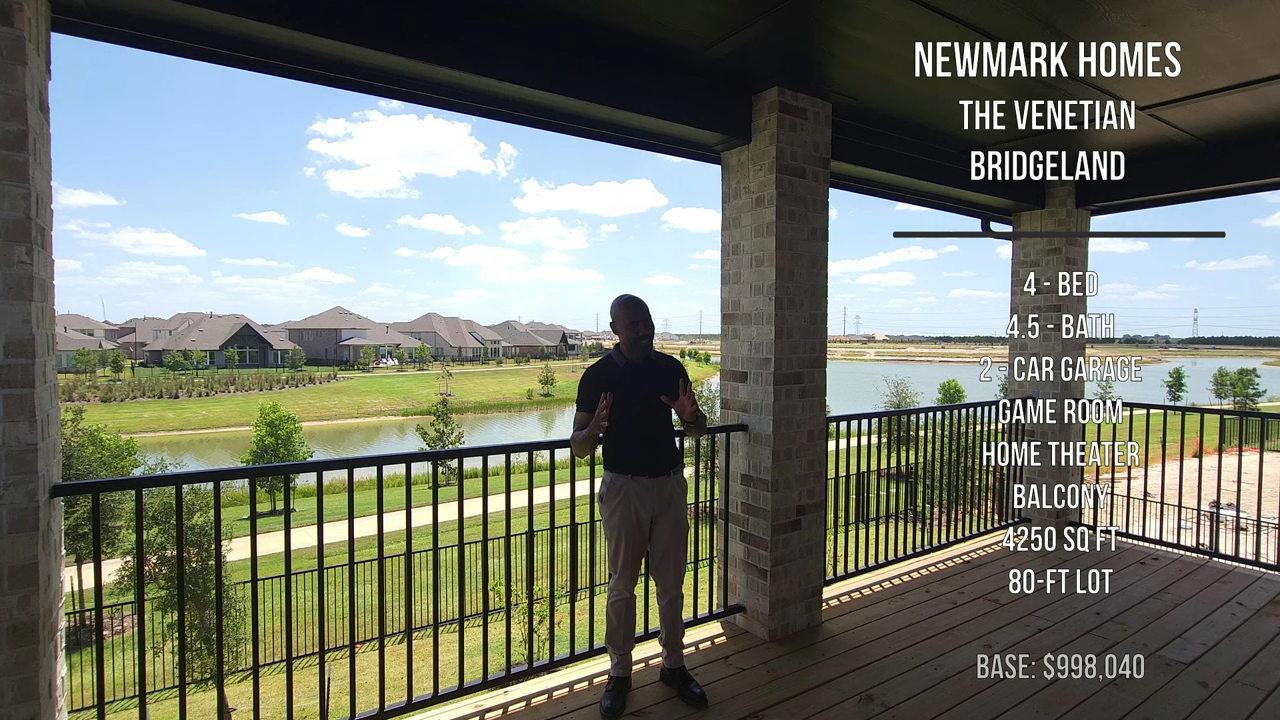 NEWMARK HOMES
THE VENETIAN
BRIDGELAND
4 - BED
4.5 - BATH
2 - CAR GARAGE
GAME ROOM
HOME THEATER
BALCONY
4250 SQ FT
80-FT LOT
BASE: $998,040